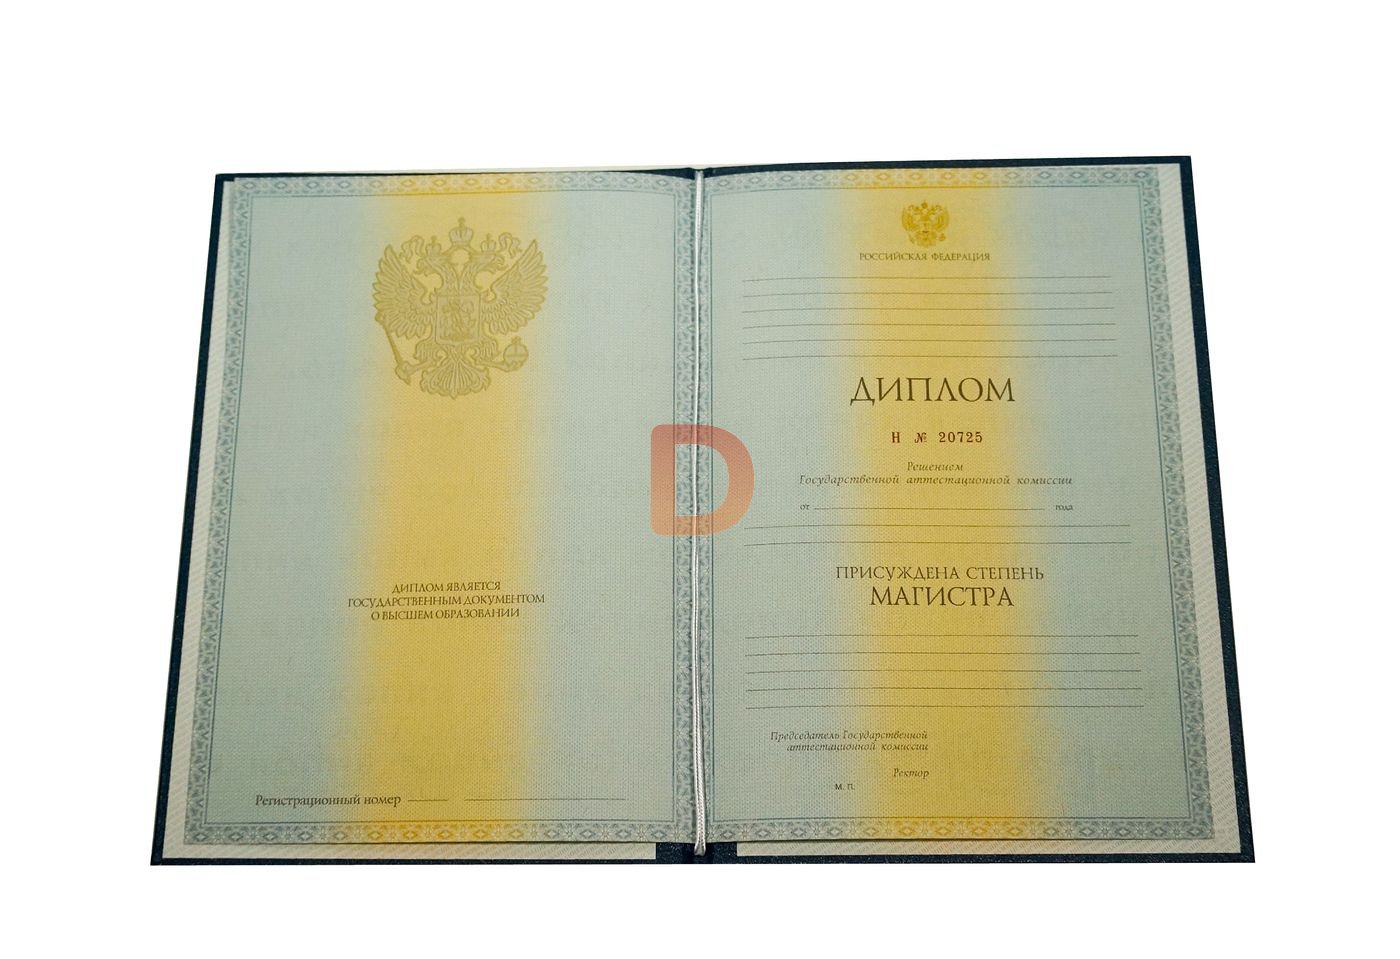 ДИПЛОМ ЯВЛЯЕТСЯ
ГОСУДАРСТВЕННЫМ ДОКУМЕНТОМ
О ВЫСШЕМ ОБРАЗОВАНИИ
Регистрационный номер
РОССИЙСКАЯ ФЕДЕРАЦИЯ
ДИПЛОМ
Н № 20725
Решением
Государственной аттестационной комиссии
от года
ПРИСУЖДЕНА СТЕПЕНЬ
МАГИСТРА
Председатель Государственной
аттестационной комиссии
Ректор
М. П.
D